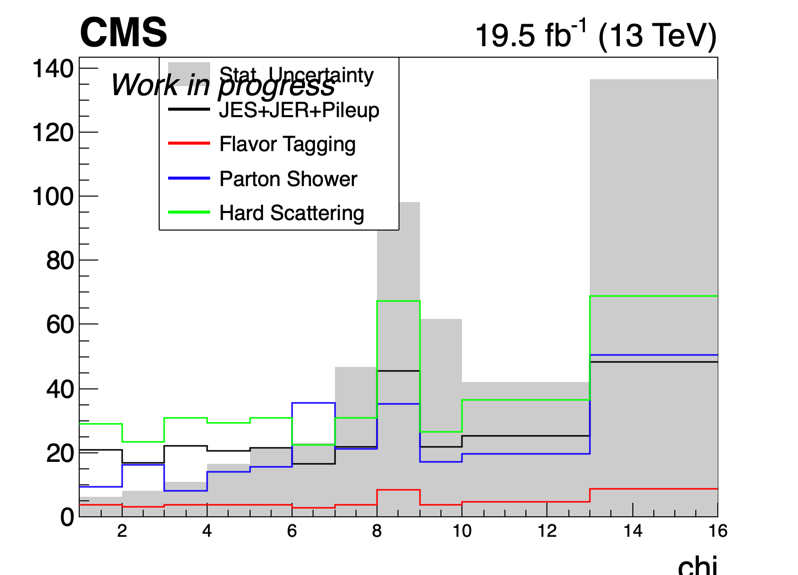 CMS 19.5 fb⁻¹ (13 TeV)
Work in progress
Stat. Uncertainty
JES+JER+Pileup
Flavor Tagging
Parton Shower
Hard Scattering
140
120
100
80
60
40
20
0
2 4 6 8 10 12 14 16
chi